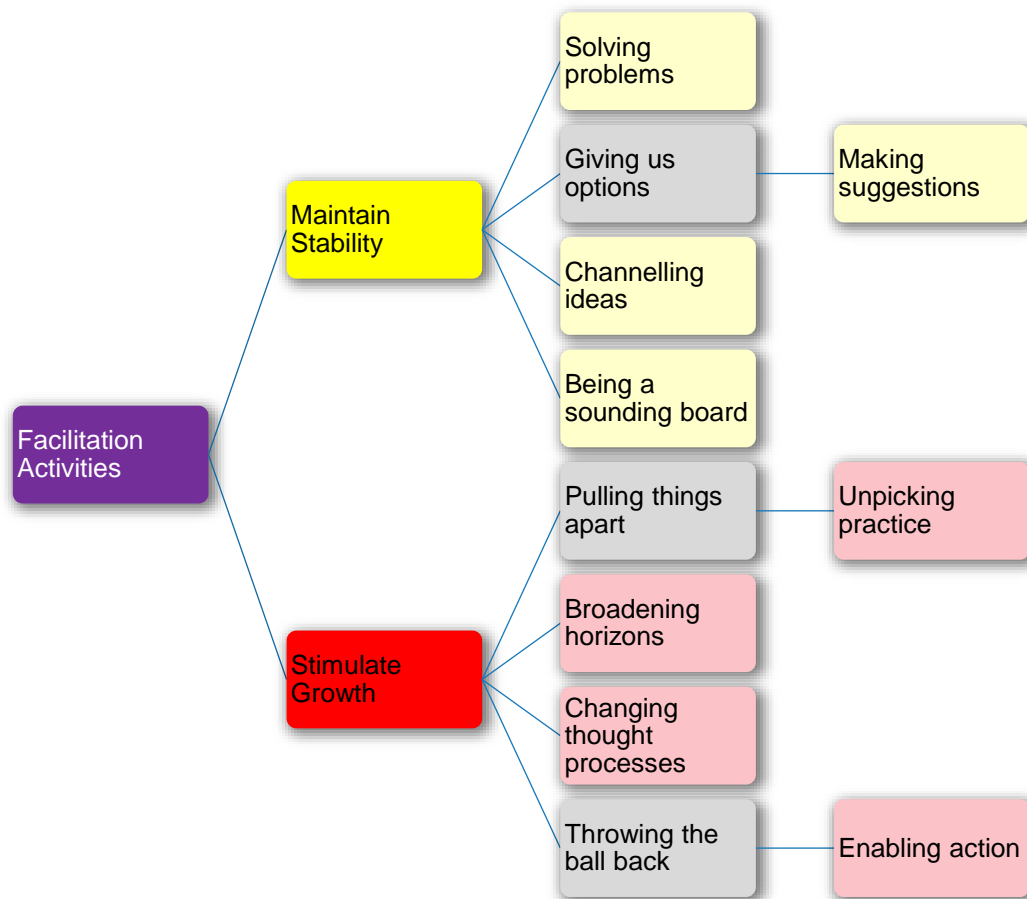 Solving
problems
Giving us
options
Making
suggestions
Maintain
Stability
Channelling
ideas
Being a
sounding board
Facilitation
Activities
Pulling things
apart
Unpicking
practice
Broadening
horizons
Stimulate
Growth
Changing
thought
processes
Throwing the
ball back
Enabling action